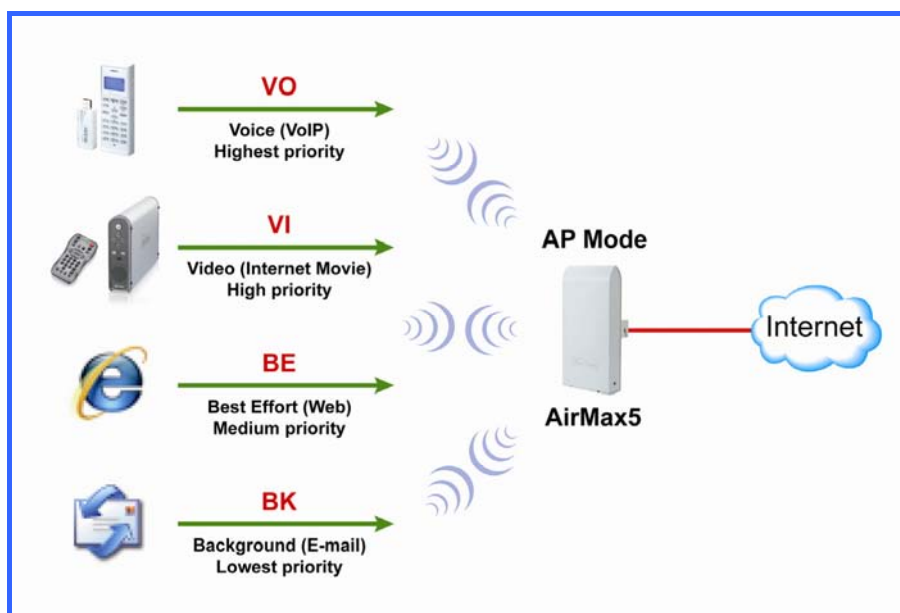 VO
Voice (VoIP)
Highest priority
VI
Video (Internet Movie)
High priority
BE
Best Effort (Web)
Medium priority
BK
Background (E-mail)
Lowest priority
AP Mode
AirMax5
Internet